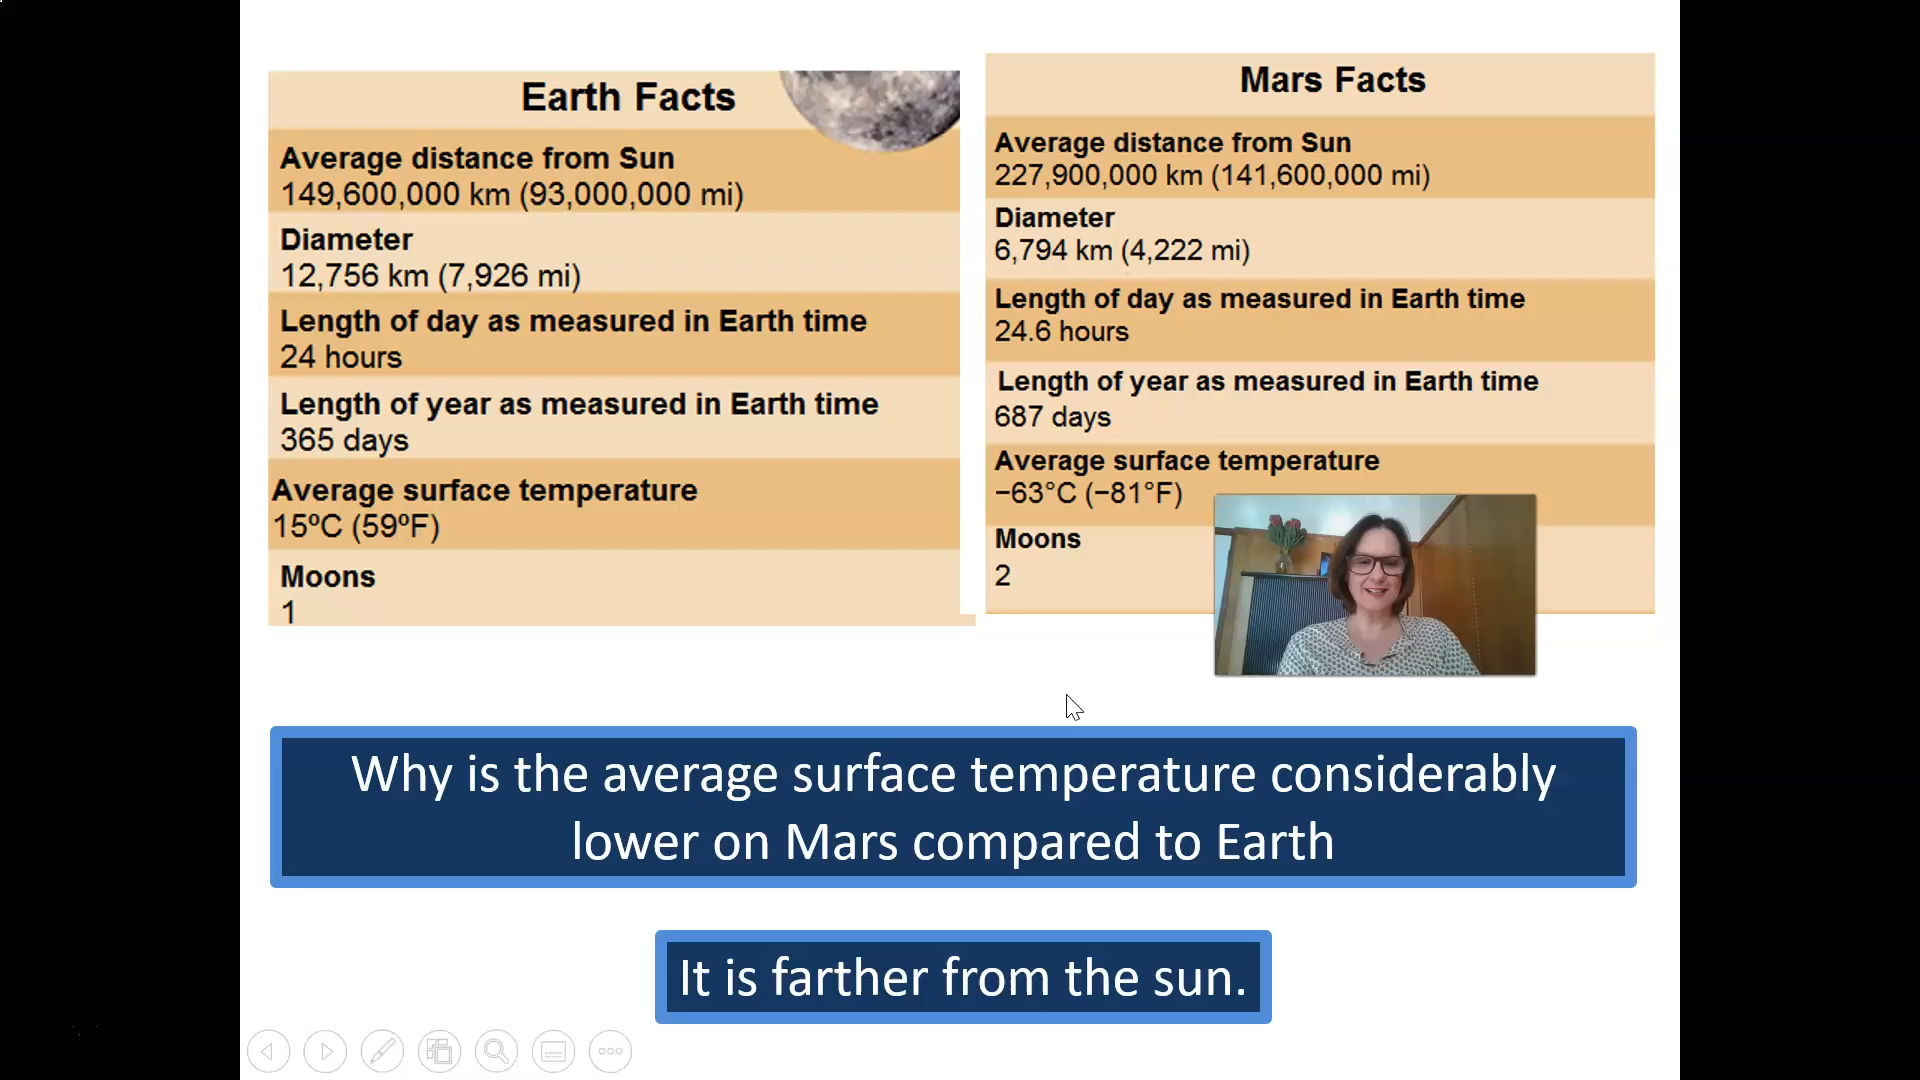 Earth Facts
Average distance from Sun
149,600,000 km (93,000,000 mi)
Diameter
12,756 km (7,926 mi)
Length of day as measured in Earth time
24 hours
Length of year as measured in Earth time
365 days
Average surface temperature
15ºC (59ºF)
Moons
1
Mars Facts
Average distance from Sun
227,900,000 km (141,600,000 mi)
Diameter
6,794 km (4,222 mi)
Length of day as measured in Earth time
24.6 hours
Length of year as measured in Earth time
687 days
Average surface temperature
−63°C (−81°F)
Moons
2
Why is the average surface temperature considerably
lower on Mars compared to Earth
It is farther from the sun.